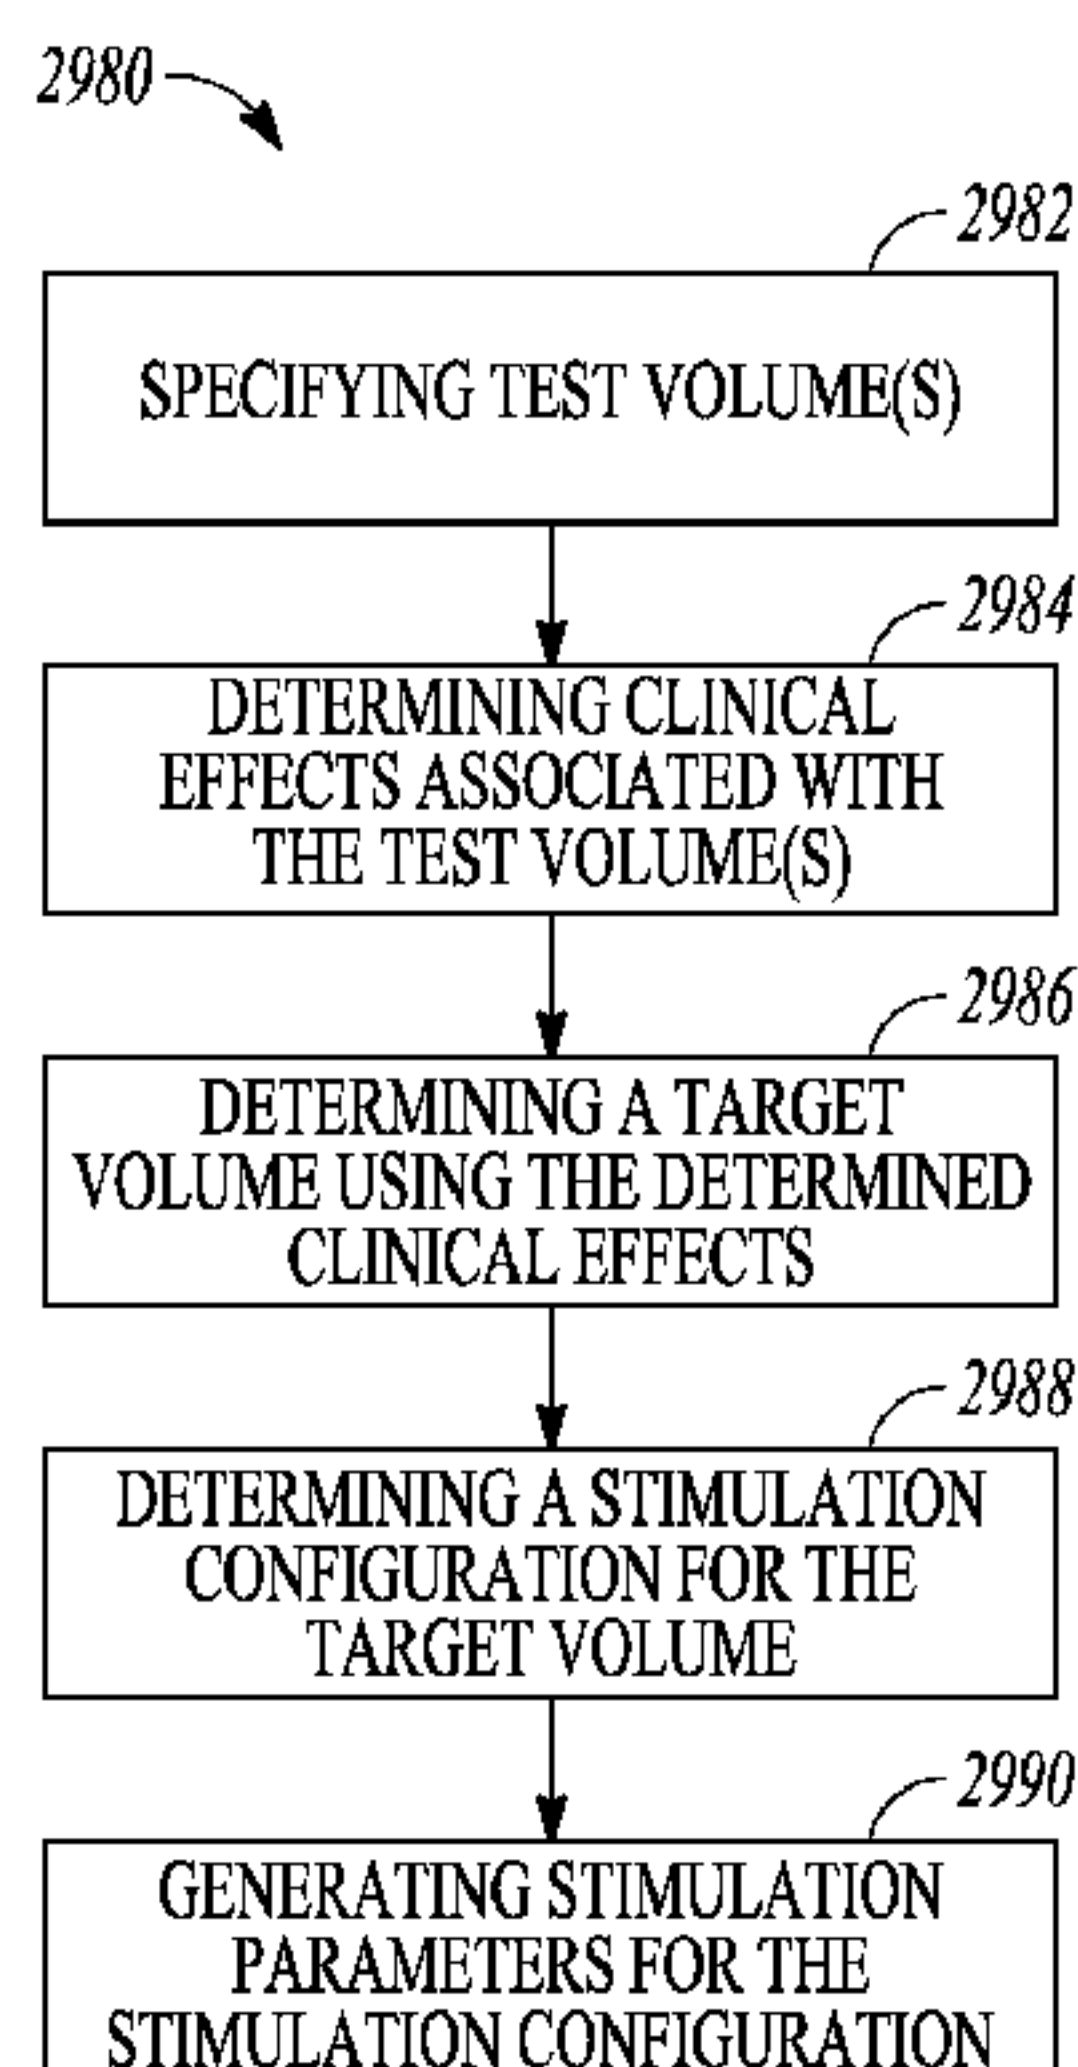 2980
2982
SPECIFYING TEST VOLUME(S)
2984
DETERMINING CLINICAL
EFFECTS ASSOCIATED WITH
THE TEST VOLUME(S)
2986
DETERMINING A TARGET
VOLUME USING THE DETERMINED
CLINICAL EFFECTS
2988
DETERMINING A STIMULATION
CONFIGURATION FOR THE
TARGET VOLUME
2990
GENERATING STIMULATION
PARAMETERS FOR THE
STIMULATION CONFIGURATION